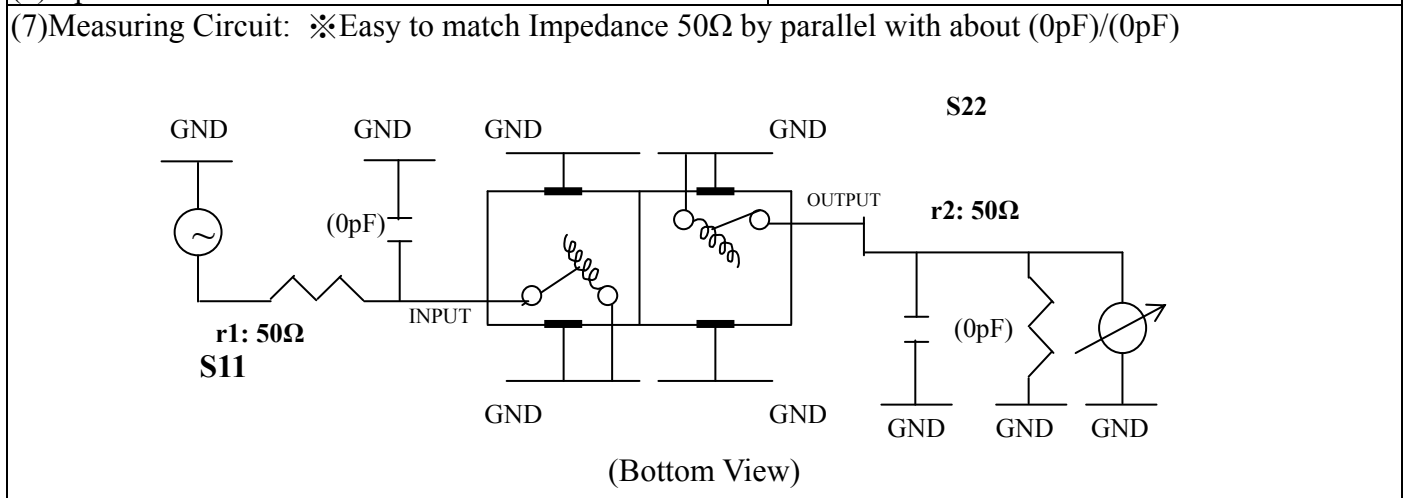 (7)Measuring Circuit: ※Easy to match Impedance 50Ω by parallel with about (0pF)/(0pF)
S22
GND GND GND GND
OUTPUT
(0pF)
r2: 50Ω
INPUT
(0pF)
r1: 50Ω
S11
GND GND
GND GND GND
(Bottom View)